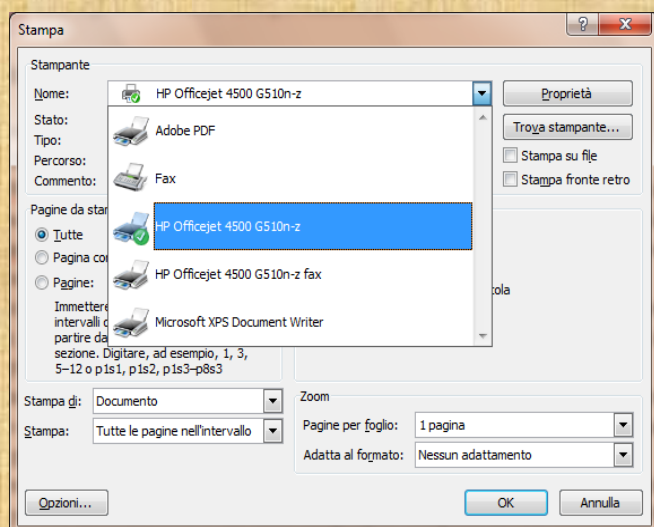 Stampa
Stampante
Nome: HP Officejet 4500 G510n-z Proprietà
Stato:
Adobe PDF
Trova stampante...
Tipo:
Percorso:
Stampa su file
Commento:
Fax
Stampa fronte retro
Pagine da star
HP Officejet 4500 G510n-z
Tutte
Pagina cor
HP Officejet 4500 G510n-z fax
Pagine:
Immettere
intervalli
Microsoft XPS Document Writer
partire da
sezione. Digitare, ad esempio, 1, 3,
5–12 o p1s1, p1s2, p1s3–p8s3
Stampa di: Documento
Zoom
Stampa: Tutte le pagine nell'intervallo
Pagine per foglio: 1 pagina
Adatta al formato: Nessun adattamento
Opzioni... OK Annulla